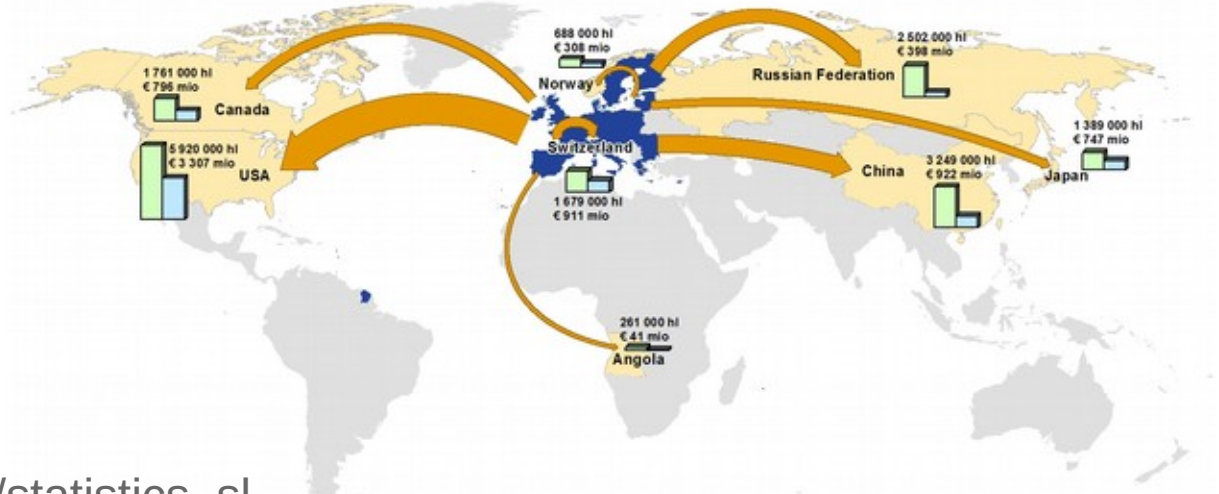 688 000 hl
€ 308 mio
Norway
2 502 000 hl
€ 398 mio
Russian Federation
1 761 000 hl
€ 796 mio
Canada
5 920 000 hl
€ 3 307 mio
USA
Switzerland
1 679 000 hl
€ 911 mio
China
3 249 000 hl
€ 922 mio
1 389 000 hl
€ 747 mio
Japan
261 000 hl
€ 41 mio
Angola
/statistics_sl